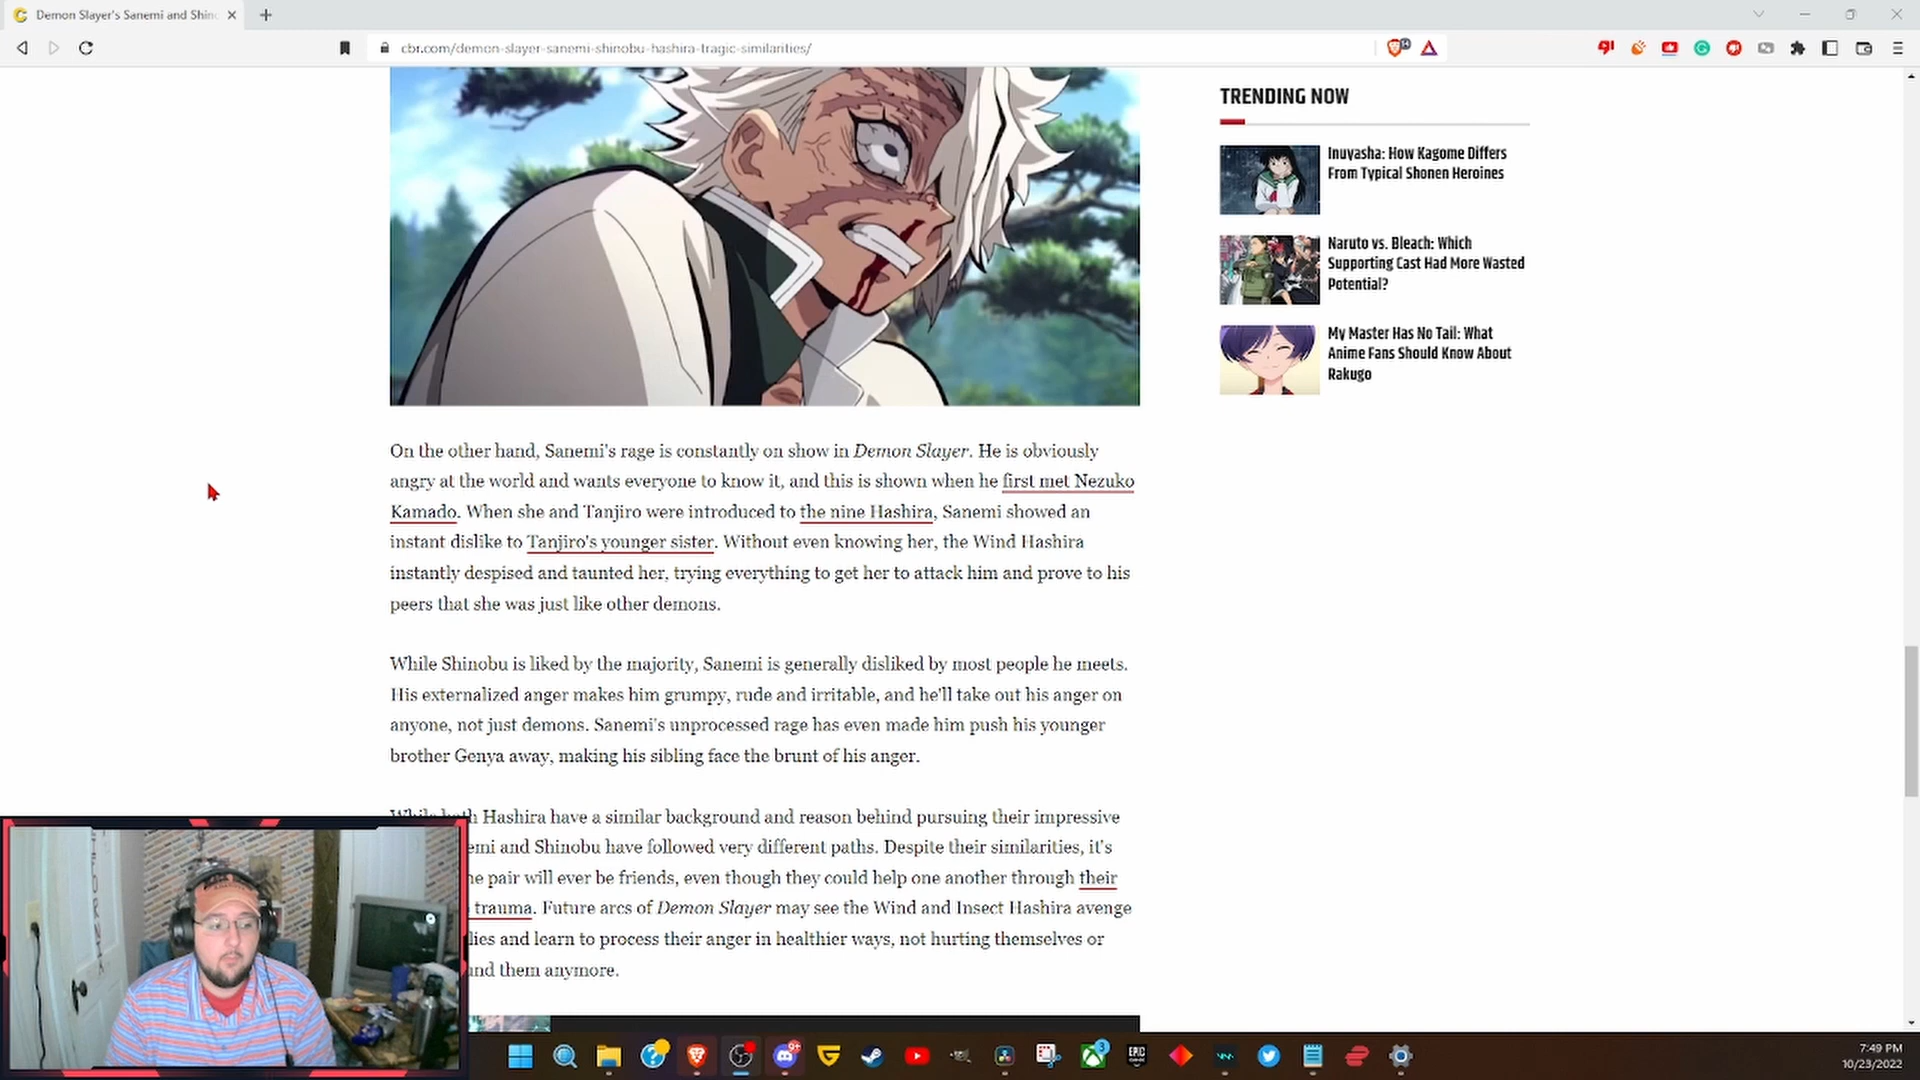 Demon Slayer's Sanemi and Shin
cbr.com/demon-slayer-sanemi-shinobu-hashira-tragic-similarities/
TRENDING NOW
Inuyasha: How Kagome Differs
From Typical Shonen Heroines
Naruto vs. Bleach: Which
Supporting Cast Had More Wasted
Potential?
My Master Has No Tail: What
Anime Fans Should Know About
Rakugo
On the other hand, Sanemi's rage is constantly on show in Demon Slayer. He is obviously
angry at the world and wants everyone to know it, and this is shown when he first met Nezuko
Kamado. When she and Tanjiro were introduced to the nine Hashira, Sanemi showed an
instant dislike to Tanjiro's younger sister. Without even knowing her, the Wind Hashira
instantly despised and taunted her, trying everything to get her to attack him and prove to his
peers that she was just like other demons.
While Shinobu is liked by the majority, Sanemi is generally disliked by most people he meets.
His externalized anger makes him grumpy, rude and irritable, and he'll take out his anger on
anyone, not just demons. Sanemi's unprocessed rage has even made him push his younger
brother Genya away, making his sibling face the brunt of his anger.
Hashira have a similar background and reason behind pursuing their impressive
emi and Shinobu have followed very different paths. Despite their similarities, it's
e pair will ever be friends, even though they could help one another through their
trauma. Future arcs of Demon Slayer may see the Wind and Insect Hashira avenge
lies and learn to process their anger in healthier ways, not hurting themselves or
nd them anymore.
9+
EPIC
3
7:49 PM
10/23/2022